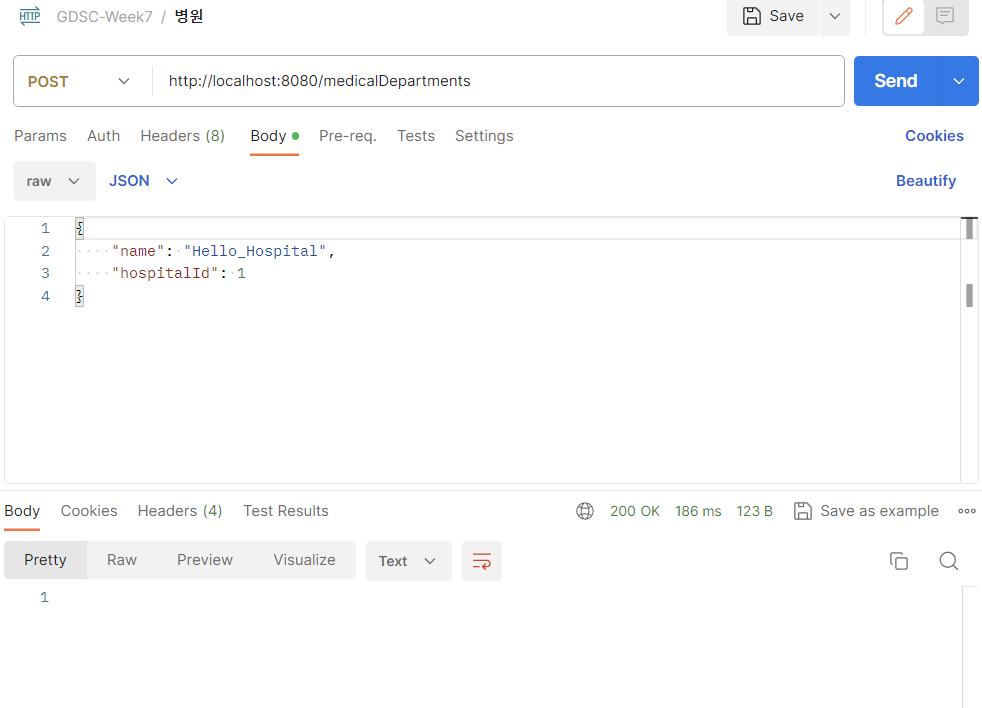 HTTP GDSC-Week7 / 병원 Save
POST http://localhost:8080/medicalDepartments Send
Params Auth Headers (8) Body Pre-req. Tests Settings Cookies
raw JSON Beautify
1 {
2 "name": "Hello_Hospital",
3 "hospitalId": 1
4 }
Body Cookies Headers (4) Test Results 200 OK 186 ms 123 B Save as example
Pretty Raw Preview Visualize Text
1